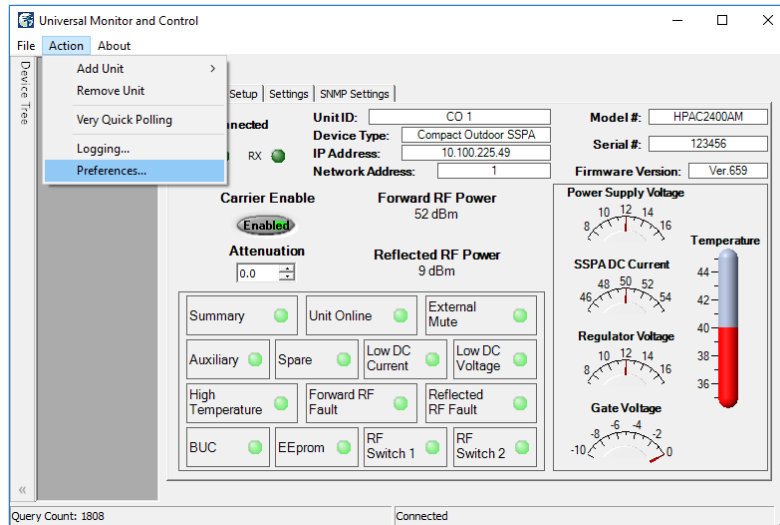 Universal Monitor and Control
File Action About
Device Tree
Add Unit >
Remove Unit
Very Quick Polling
Logging...
Preferences...
Setup Settings SNMP Settings
nnected
RX
Unit ID: CO 1
Device Type: Compact Outdoor SSPA
IP Address: 10.100.225.49
Network Address: 1
Model #: HPAC2400AM
Serial #: 123456
Firmware Version: Ver.659
Carrier Enable
Enabled
Attenuation
0.0
Forward RF Power
52 dBm
Reflected RF Power
9 dBm
Summary
Unit Online
External Mute
Auxiliary
Spare
Low DC Current
Low DC Voltage
High Temperature
Forward RF Fault
Reflected RF Fault
BUC
EEprom
RF Switch 1
RF Switch 2
Power Supply Voltage
8 10 12 14 16
SSPA DC Current
46 48 50 52 54
Regulator Voltage
8 10 12 14 16
Gate Voltage
-10 -8 -6 -4 -2 0
Temperature
44
42
40
38
36
«
Query Count: 1808
Connected